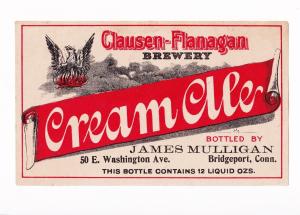 Clausen-Flanagan
BREWERY
Cream Ale
BOTTLED BY
JAMES MULLIGAN
50 E. Washington Ave. Bridgeport, Conn.
THIS BOTTLE CONTAINS 12 LIQUID OZS.